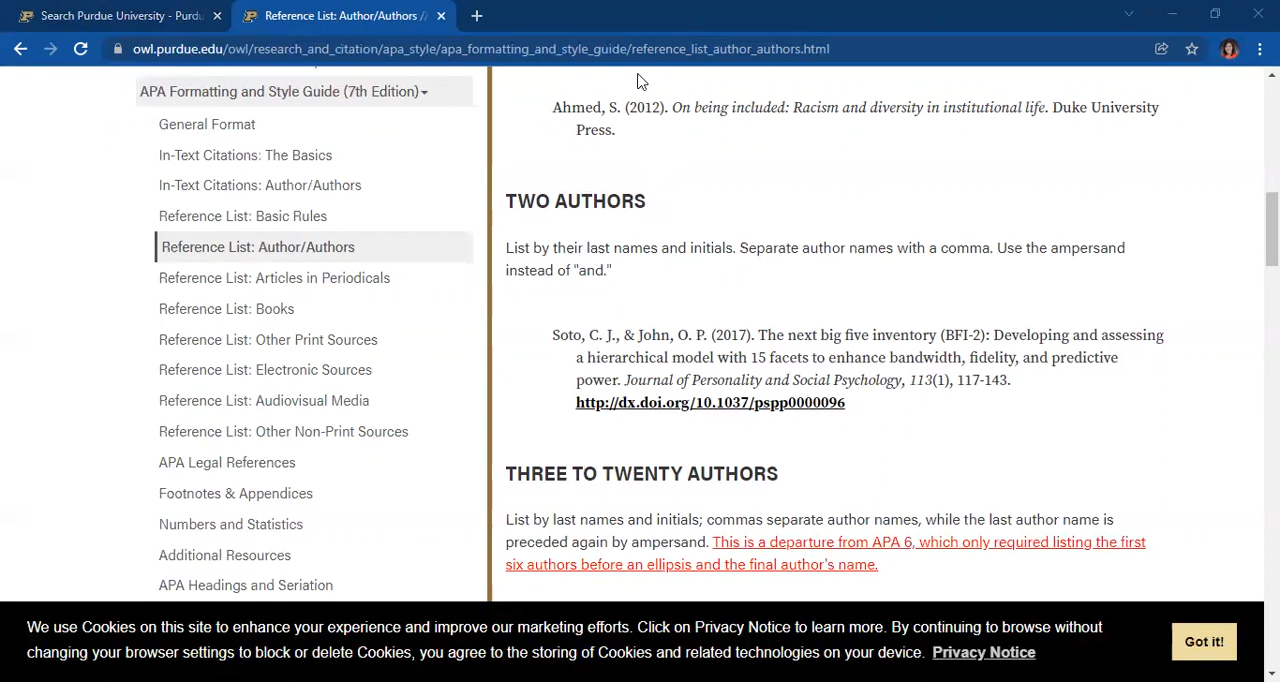 Search Purdue University - Purdu
Reference List: Author/Authors //
owl.purdue.edu/owl/research_and_citation/apa_style/apa_formatting_and_style_guide/reference_list_author_authors.html
APA Formatting and Style Guide (7th Edition)
General Format
In-Text Citations: The Basics
In-Text Citations: Author/Authors
Reference List: Basic Rules
Reference List: Author/Authors
Reference List: Articles in Periodicals
Reference List: Books
Reference List: Other Print Sources
Reference List: Electronic Sources
Reference List: Audiovisual Media
Reference List: Other Non-Print Sources
APA Legal References
Footnotes & Appendices
Numbers and Statistics
Additional Resources
APA Headings and Seriation
Ahmed, S. (2012). On being included: Racism and diversity in institutional life. Duke University
Press.
TWO AUTHORS
List by their last names and initials. Separate author names with a comma. Use the ampersand
instead of "and."
Soto, C. J., & John, O. P. (2017). The next big five inventory (BFI-2): Developing and assessing
a hierarchical model with 15 facets to enhance bandwidth, fidelity, and predictive
power. Journal of Personality and Social Psychology, 113(1), 117-143.
http://dx.doi.org/10.1037/pspp0000096
THREE TO TWENTY AUTHORS
List by last names and initials; commas separate author names, while the last author name is
preceded again by ampersand. This is a departure from APA 6, which only required listing the first
six authors before an ellipsis and the final author's name.
We use Cookies on this site to enhance your experience and improve our marketing efforts. Click on Privacy Notice to learn more. By continuing to browse without
changing your browser settings to block or delete Cookies, you agree to the storing of Cookies and related technologies on your device. Privacy Notice
Got it!